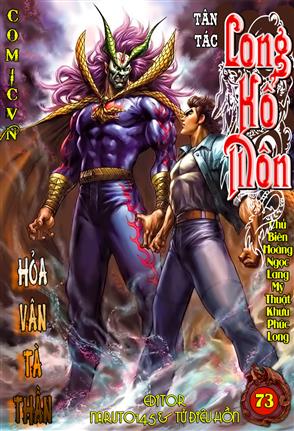 COMICVN
TÂN
TÁC
Long
Hổ
Môn
Chủ
Biên
Hoàng
Ngọc
Lang
Mỹ
Thuật
Khưu
Phúc
Long
HỎA
VÂN
TÀ
THẦN
EDITOR
NARUTO245 & TỬ ĐIỆU HỒN
73